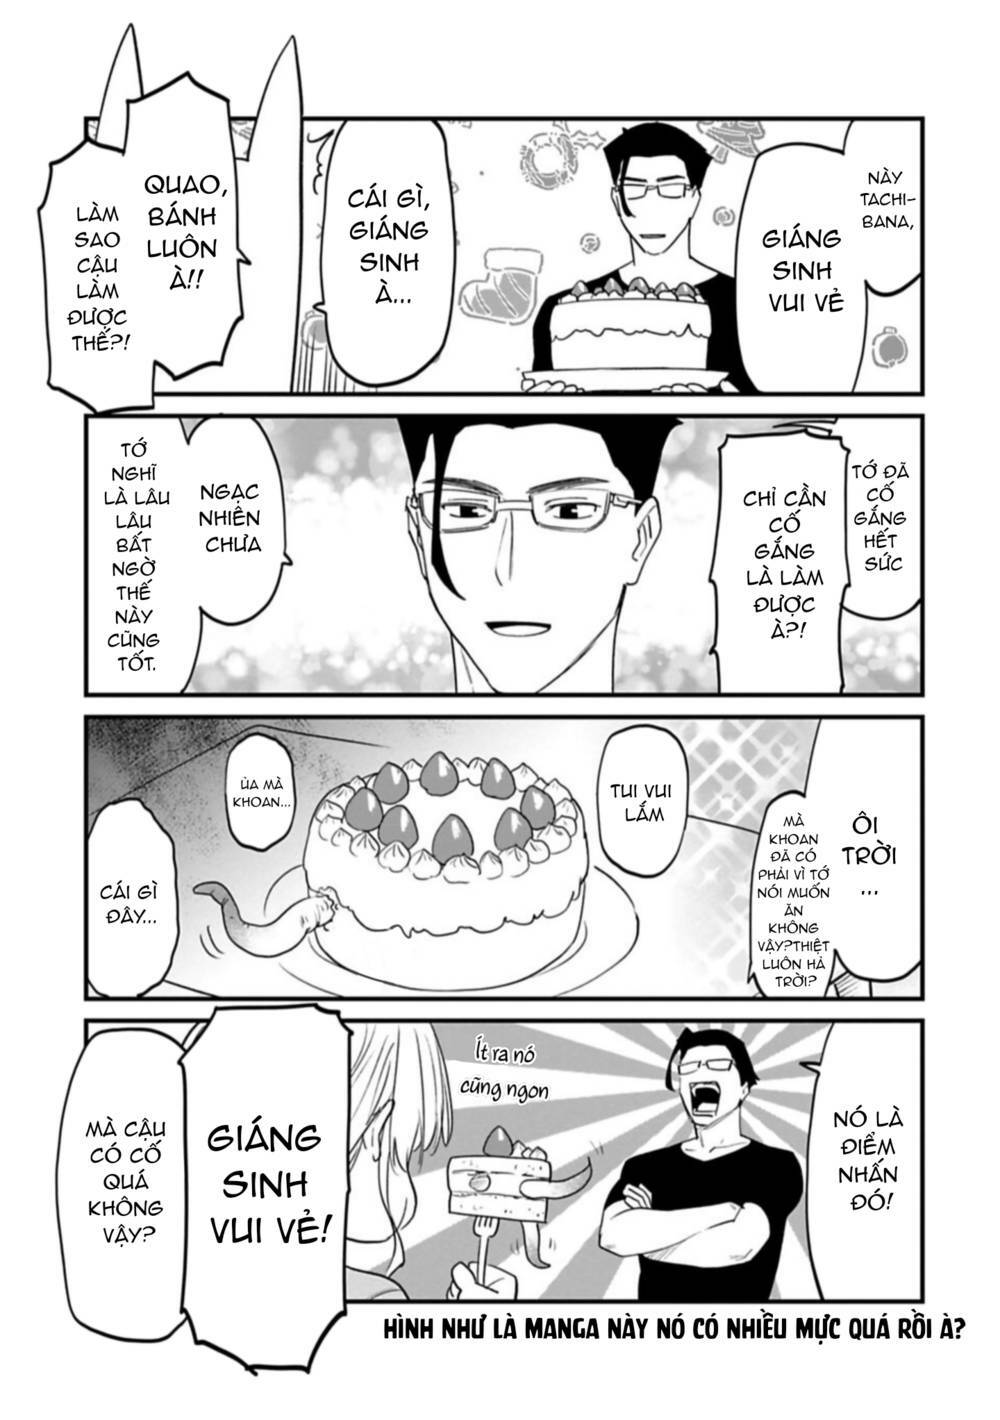 NÀY
TACHI-
BANA,
GIÁNG
SINH
VUI VẺ
CÁI GÌ,
GIÁNG
SINH
À...
QUAO,
BÁNH
LUÔN
À!!
LÀM
SAO
CẬU
LÀM
ĐƯỢC
THẾ?!
TỚ ĐÃ
CỐ
GẮNG
HẾT
SỨC
CHỈ CẦN
CỐ
GẮNG
LÀ LÀM
ĐƯỢC
À?!
NGẠC
NHIÊN
CHƯA
TỚ
NGHĨ
LÀ LÂU
LÂU
BẤT
NGỜ
THẾ
NÀY
CŨNG
TỐT.
ÔI
TRỜI
...
MÀ
KHOAN
ĐÃ CÓ
PHẢI VÌ TỚ
NÓI MUỐN
ĂN
KHÔNG
VẬY?THIỆT
LUÔN HẢ
TRỜI?
TUI VUI
LẮM
ỦA MÀ
KHOAN...
CÁI GÌ
ĐÂY...
NÓ LÀ
ĐIỂM
NHẤN
ĐÓ!
Ít ra nó
cũng ngon
GIÁNG
SINH
VUI VẺ!
MÀ CẬU
CÓ CỐ
QUÁ
KHÔNG
VẬY?
HÌNH NHƯ LÀ MANGA NÀY NÓ CÓ NHIỀU MỰC QUÁ RỒI À?